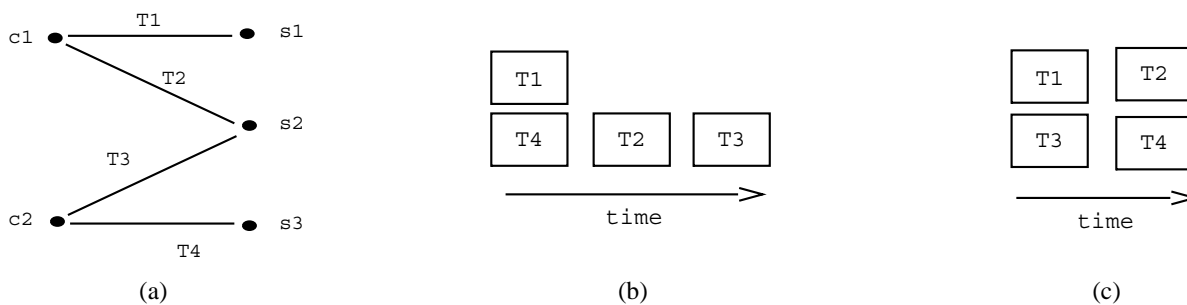 T1
c1
s1
T2
s2
T3
c2
s3
T4
(a)
T1
T4 T2 T3
time
(b)
T1 T2
T3 T4
time
(c)